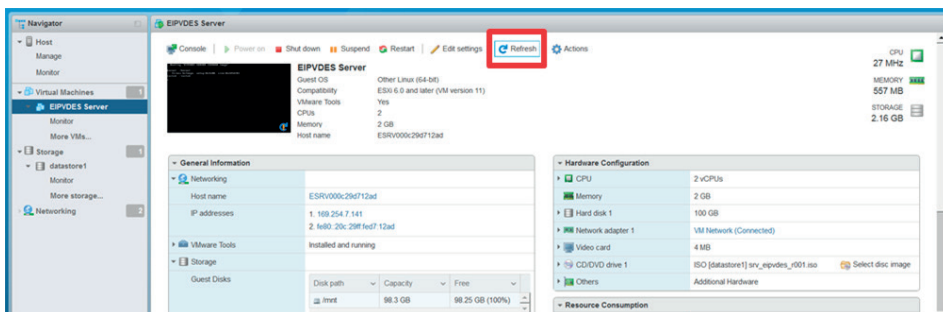 Navigator
Host
Manage
Monitor
Virtual Machines 1
EIPVDES Server
Monitor
More VMs...
Storage 1
datastore1
Monitor
More storage...
Networking 2
EIPVDES Server
Console Power on Shut down Suspend Restart Edit settings Refresh Actions
EIPVDES Server
Guest OS Other Linux (64-bit)
Compatibility ESXi 6.0 and later (VM version 11)
VMware Tools Yes
CPUs 2
Memory 2 GB
Host name ESRV000c29d712ad
CPU
27 MHz
MEMORY
557 MB
STORAGE
2.16 GB
General Information
Networking
Host name ESRV000c29d712ad
IP addresses 1. 169.254.7.141
2. fe80::20c:29ff:fed7:12ad
VMware Tools Installed and running
Storage
Guest Disks Disk path Capacity Free
/mnt 98.3 GB 98.25 GB (100%)
Hardware Configuration
CPU 2 vCPUs
Memory 2 GB
Hard disk 1 100 GB
Network adapter 1 VM Network (Connected)
Video card 4 MB
CD/DVD drive 1 ISO [datastore1] srv_eipvdes_r001.iso Select disc image
Others Additional Hardware
Resource Consumption